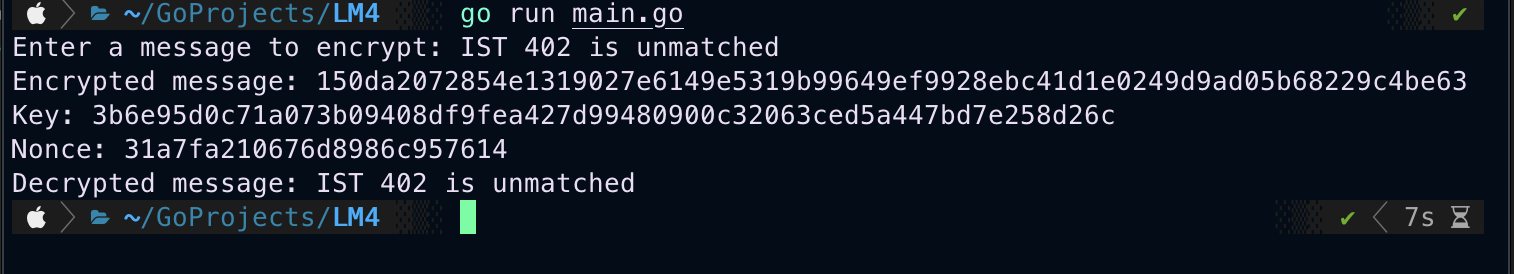 ~/GoProjects/LM4 go run main.go ✔
Enter a message to encrypt: IST 402 is unmatched
Encrypted message: 150da2072854e1319027e6149e5319b99649ef9928ebc41d1e0249d9ad05b68229c4be63
Key: 3b6e95d0c71a073b09408df9fea427d99480900c32063ced5a447bd7e258d26c
Nonce: 31a7fa210676d8986c957614
Decrypted message: IST 402 is unmatched
~/GoProjects/LM4 ✔ 7s